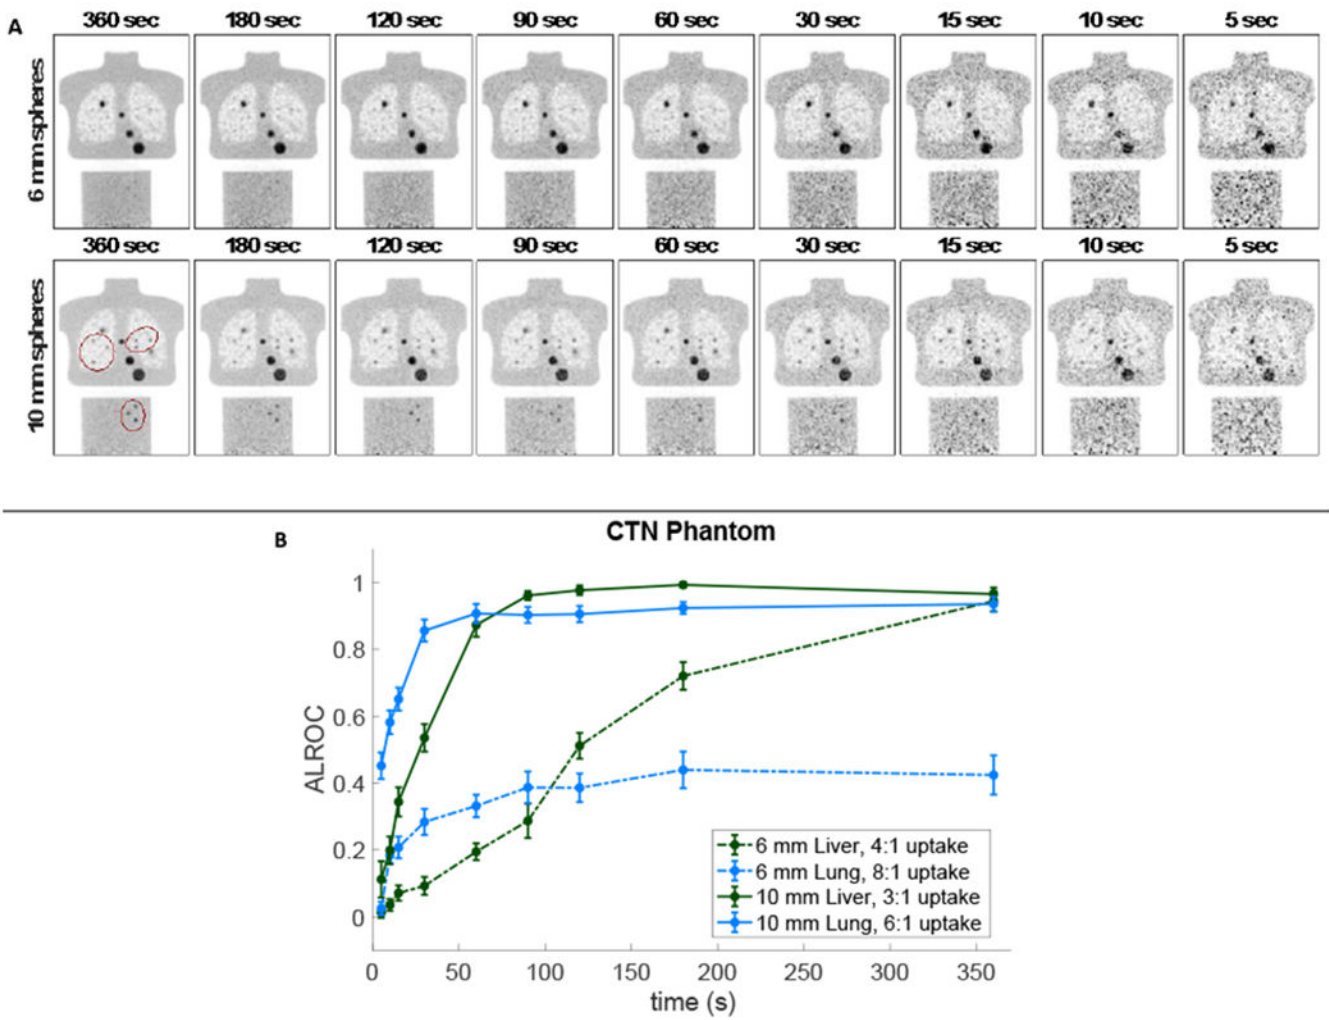 A
360 sec 180 sec 120 sec 90 sec 60 sec 30 sec 15 sec 10 sec 5 sec
6 mm spheres
360 sec 180 sec 120 sec 90 sec 60 sec 30 sec 15 sec 10 sec 5 sec
10 mm spheres
B
CTN Phantom
1
0.8
0.6
0.4
0.2
0
ALROC
6 mm Liver, 4:1 uptake
6 mm Lung, 8:1 uptake
10 mm Liver, 3:1 uptake
10 mm Lung, 6:1 uptake
0 50 100 150 200 250 300 350
time (s)